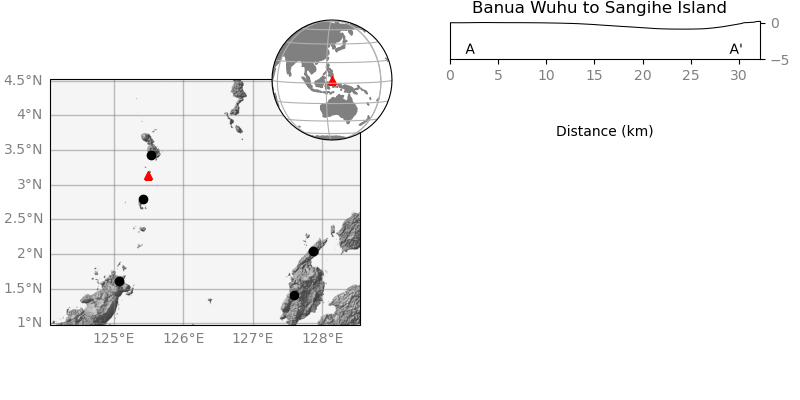 Banua Wuhu to Sangihe Island
A
A'
0
−5
0
5
10
15
20
25
30
Distance (km)
4.5°N
4°N
3.5°N
3°N
2.5°N
2°N
1.5°N
1°N
125°E
126°E
127°E
128°E